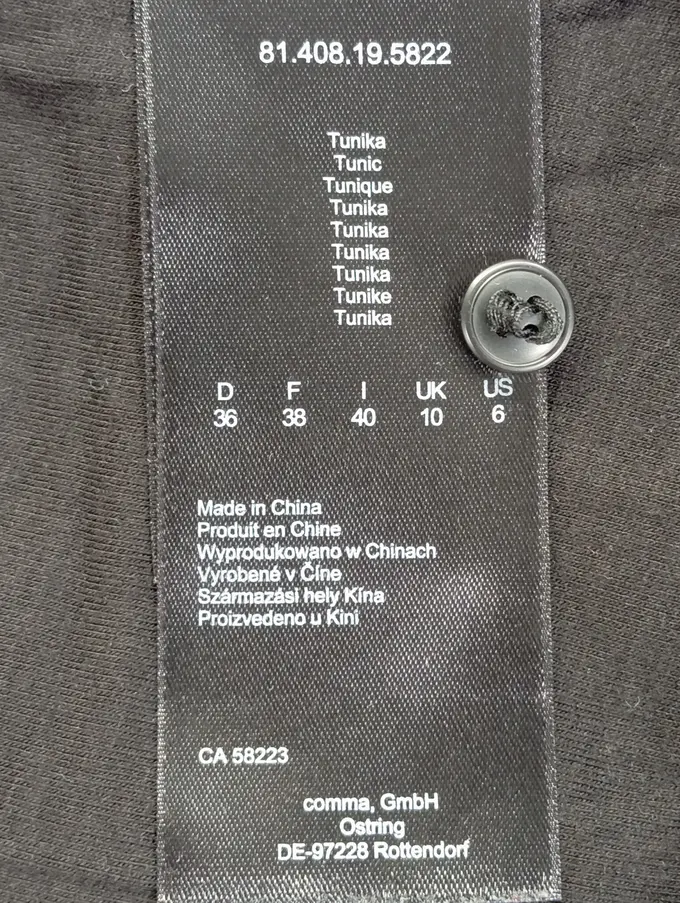 81.408.19.5822
Tunika
Tunic
Tunique
Tunika
Tunika
Tunika
Tunika
Tunike
Tunika
D F I UK US
36 38 40 10 6
Made in China
Produit en Chine
Wyprodukowano w Chinach
Vyrobené v Číne
Származási hely Kína
Proizvedeno u Kini
CA 58223
comma, GmbH
Ostring
DE-97228 Rottendorf